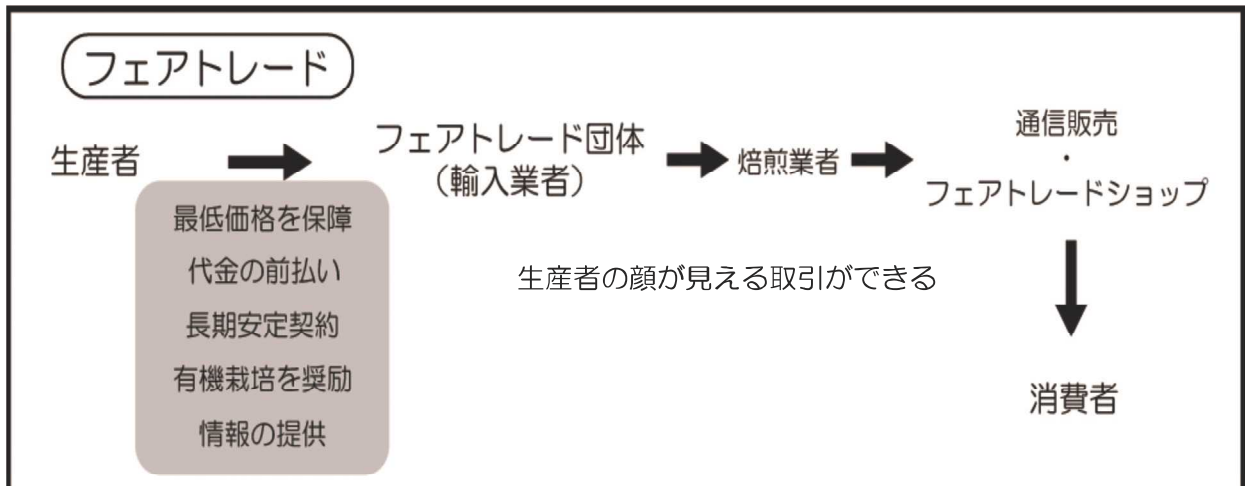 フェアトレード
生産者
フェアトレード団体
（輸入業者）
焙煎業者
通信販売
・
フェアトレードショップ
最低価格を保障
代金の前払い
長期安定契約
有機栽培を奨励
情報の提供
生産者の顔が見える取引ができる
消費者